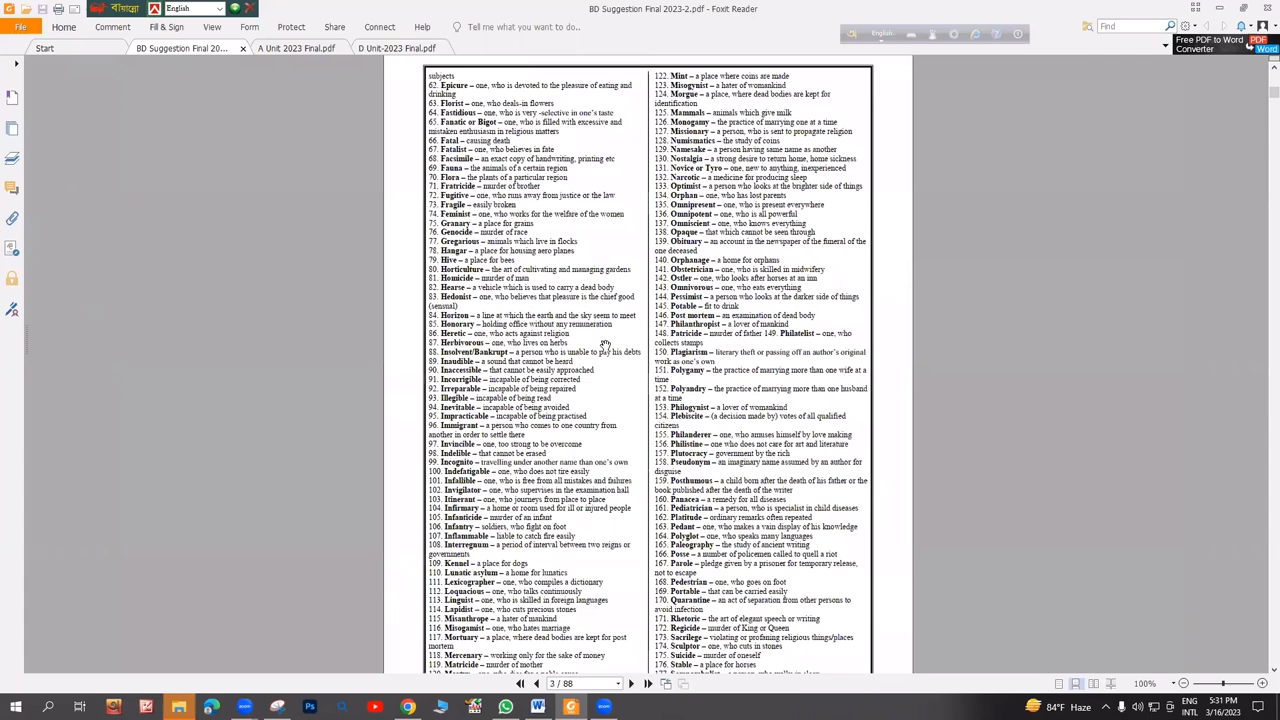 বাংলা
English
BD Suggestion Final 2023-2.pdf - Foxit Reader
File
Home
Comment
Fill & Sign
View
Form
Protect
Share
Connect
Help
Tell me what you want to do...
English
Find
Start
BD Suggestion Final 20...
A Unit 2023 Final.pdf
D Unit-2023 Final.pdf
Free PDF to Word
Converter
PDF
Word
subjects
62. Epicure – one, who is devoted to the pleasure of eating and
drinking
63. Florist – one, who deals-in flowers
64. Fastidious – one, who is very -selective in one's taste
65. Fanatic or Bigot – one, who is filled with excessive and
mistaken enthusiasm in religious matters
66. Fatal – causing death
67. Fatalist – one, who believes in fate
68. Facsimile – an exact copy of handwriting, printing etc
69. Fauna – the animals of a certain region
70. Flora – the plants of a particular region
71. Fratricide – murder of brother
72. Fugitive – one, who runs away from justice or the law
73. Fragile – easily broken
74. Feminist – one, who works for the welfare of the women
75. Granary – a place for grains
76. Genocide – murder of race
77. Gregarious – animals which live in flocks
78. Hangar – a place for housing aero planes
79. Hive – a place for bees
80. Horticulture – the art of cultivating and managing gardens
81. Homicide – murder of man
82. Hearse – a vehicle which is used to carry a dead body
83. Hedonist – one, who believes that pleasure is the chief good
(sensual)
84. Horizon – a line at which the earth and the sky seem to meet
85. Honorary – holding office without any remuneration
86. Heretic – one, who acts against religion
87. Herbivorous – one, who lives on herbs
88. Insolvent/Bankrupt – a person who is unable to pay his debts
89. Inaudible – a sound that cannot be heard
90. Inaccessible – that cannot be easily approached
91. Incorrigible – incapable of being corrected
92. Irreparable – incapable of being repaired
93. Illegible – incapable of being read
94. Inevitable – incapable of being avoided
95. Impracticable – incapable of being practised
96. Immigrant – a person who comes to one country from
another in order to settle there
97. Invincible – one, too strong to be overcome
98. Indelible – that cannot be erased
99. Incognito – travelling under another name than one's own
100. Indefatigable – one, who does not tire easily
101. Infallible – one, who is free from all mistakes and failures
102. Invigilator – one, who supervises in the examination hall
103. Itinerant – one, who journeys from place to place
104. Infirmary – a home or room used for ill or injured people
105. Infanticide – murder of an infant
106. Infantry – soldiers, who fight on foot
107. Inflammable – liable to catch fire easily
108. Interregnum – a period of interval between two reigns or
governments
109. Kennel – a place for dogs
110. Lunatic asylum – a home for lunatics
111. Lexicographer – one, who compiles a dictionary
112. Loquacious – one, who talks continuously
113. Linguist – one, who is skilled in foreign languages
114. Lapidist – one, who cuts precious stones
115. Misanthrope – a hater of mankind
116. Misogamist – one, who hates marriage
117. Mortuary – a place, where dead bodies are kept for post
mortem
118. Mercenary – working only for the sake of money
119. Matricide – murder of mother
122. Mint – a place where coins are made
123. Misogynist – a hater of womankind
124. Morgue – a place, where dead bodies are kept for
identification
125. Mammals – animals which give milk
126. Monogamy – the practice of marrying one at a time
127. Missionary – a person, who is sent to propagate religion
128. Numismatics – the study of coins
129. Namesake – a person having same name as another
130. Nostalgia – a strong desire to return home, home sickness
131. Novice or Tyro – one, new to anything, inexperienced
132. Narcotic – a medicine for producing sleep
133. Optimist – a person who looks at the brighter side of things
134. Orphan – one, who has lost parents
135. Omnipresent – one, who is present everywhere
136. Omnipotent – one, who is all powerful
137. Omniscient – one, who knows everything
138. Opaque – that which cannot be seen through
139. Obituary – an account in the newspaper of the funeral of the
one deceased
140. Orphanage – a home for orphans
141. Obstetrician – one, who is skilled in midwifery
142. Ostler – one, who looks after horses at an inn
143. Omnivorous – one, who eats everything
144. Pessimist – a person who looks at the darker side of things
145. Potable – fit to drink
146. Post mortem – an examination of dead body
147. Philanthropist – a lover of mankind
148. Patricide – murder of father 149. Philatelist – one, who
collects stamps
150. Plagiarism – literary theft or passing off an author's original
work as one's own
151. Polygamy – the practice of marrying more than one wife at a
time
152. Polyandry – the practice of marrying more than one husband
at a time
153. Philogynist – a lover of womankind
154. Plebiscite – (a decision made by) votes of all qualified
citizens
155. Philanderer – one, who amuses himself by love making
156. Philistine – one who does not care for art and literature
157. Plutocracy – government by the rich
158. Pseudonym – an imaginary name assumed by an author for
disguise
159. Posthumous – a child born after the death of his father or the
book published after the death of the writer
160. Panacea – a remedy for all diseases
161. Pediatrician – a person, who is specialist in child diseases
162. Platitude – ordinary remarks often repeated
163. Pedant – one, who makes a vain display of his knowledge
164. Polyglot – one, who speaks many languages
165. Paleography – the study of ancient writing
166. Posse – a number of policemen called to quell a riot
167. Parole – pledge given by a prisoner for temporary release,
not to escape
168. Pedestrian – one, who goes on foot
169. Portable – that can be carried easily
170. Quarantine – an act of separation from other persons to
avoid infection
171. Rhetoric – the art of elegant speech or writing
172. Regicide – murder of King or Queen
173. Sacrilege – violating or profaning religious things/places
174. Sculptor – one, who cuts in stones
175. Suicide – murder of oneself
176. Stable – a place for horses
3 / 88
100%
84°F Haze
ENG
INTL
5:31 PM
3/16/2023